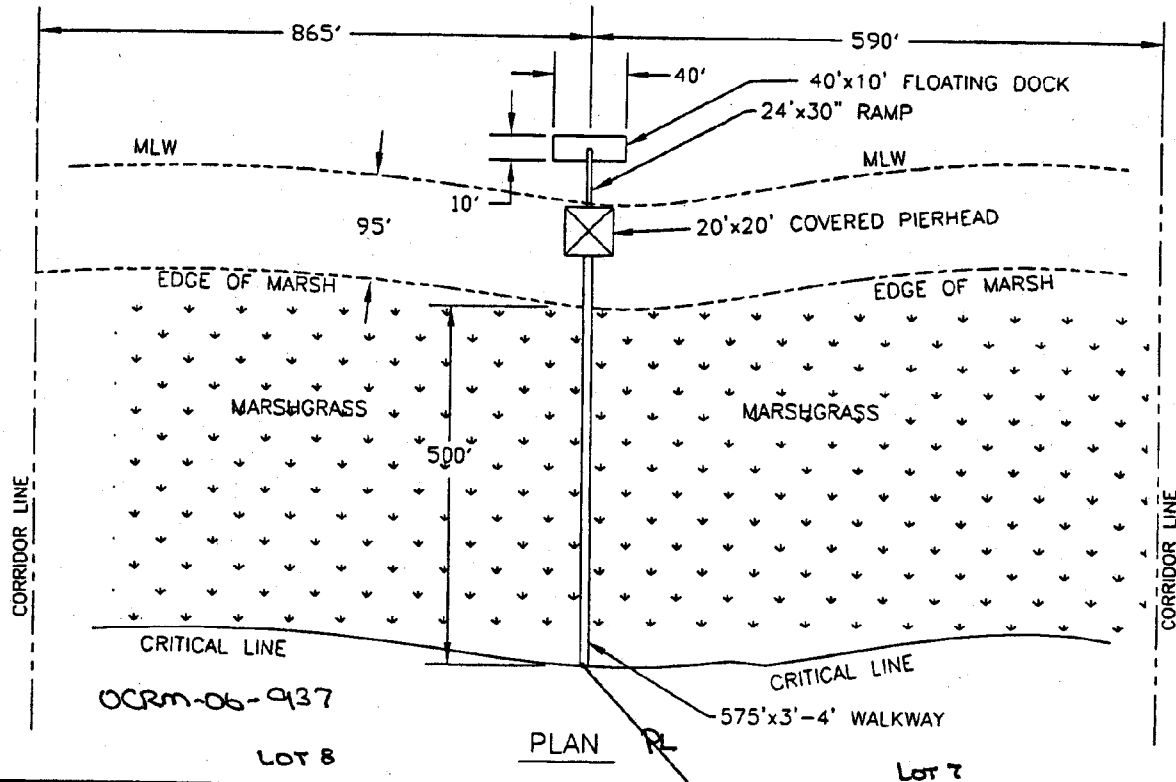 865'
590'
40'
40'x10' FLOATING DOCK
24'x30" RAMP
MLW
MLW
10'
95'
20'x20' COVERED PIERHEAD
EDGE OF MARSH
EDGE OF MARSH
MARSHGRASS
MARSHGRASS
500'
CORRIDOR LINE
CORRIDOR LINE
CRITICAL LINE
CRITICAL LINE
OCRM-06-937
575'x3'-4' WALKWAY
PLAN
PL
LOT 8
LOT 7